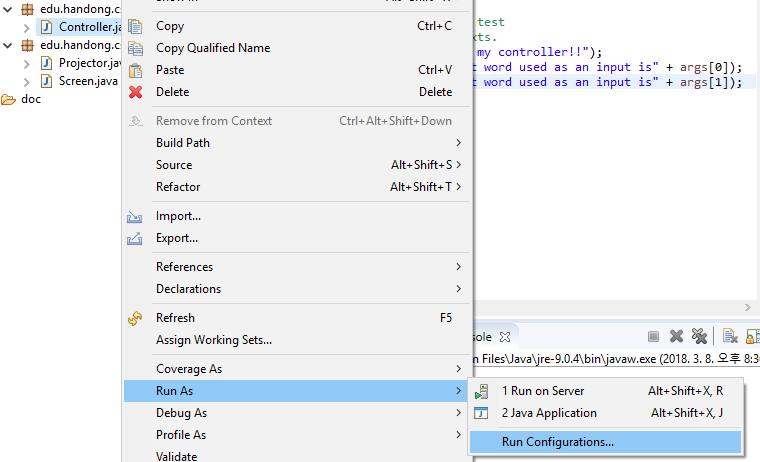 edu.handong.c
Controller.ja
edu.handong.c
Projector.jav
Screen.java
doc
Alt+Shift+W
Copy Ctrl+C
Copy Qualified Name
Paste Ctrl+V
Delete Delete
Remove from Context Ctrl+Alt+Shift+Down
Build Path
Source Alt+Shift+S
Refactor Alt+Shift+T
Import...
Export...
References
Declarations
Refresh F5
Assign Working Sets...
Coverage As
Run As
Debug As
Profile As
Validate
test
xts.
my controller!!");
t word used as an input is" + args[0]);
t word used as an input is" + args[1]);
sole
n Files\Java\jre-9.0.4\bin\javaw.exe (2018. 3. 8. 오후 8:3
1 Run on Server Alt+Shift+X, R
2 Java Application Alt+Shift+X, J
Run Configurations...